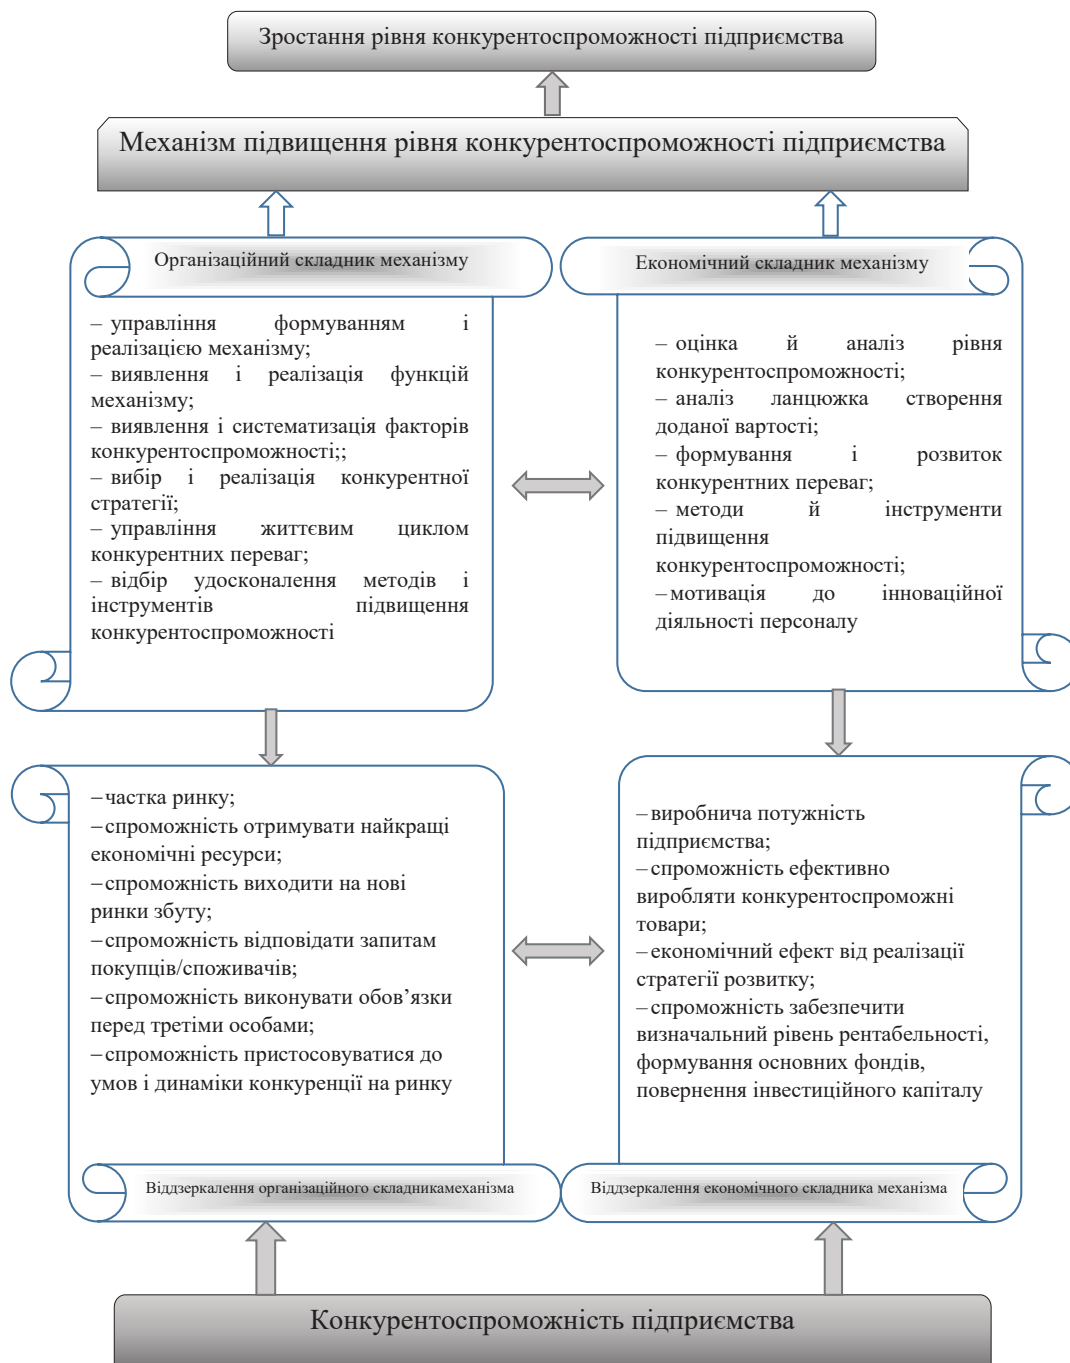 Зростання рівня конкурентоспроможності підприємства
Механізм підвищення рівня конкурентоспроможності підприємства
Організаційний складник механізму
– управління формуванням і
реалізацією механізму;
– виявлення і реалізація функцій
механізму;
– виявлення і систематизація факторів
конкурентоспроможності;;
– вибір і реалізація конкурентної
стратегії;
– управління життєвим циклом
конкурентних переваг;
– відбір удосконалення методів і
інструментів підвищення
конкурентоспроможності
Економічний складник механізму
– оцінка й аналіз рівня
конкурентоспроможності;
– аналіз ланцюжка створення
доданої вартості;
– формування і розвиток
конкурентних переваг;
– методи й інструменти
підвищення
конкурентоспроможності;
– мотивація до інноваційної
діяльності персоналу
– частка ринку;
– спроможність отримувати найкращі
економічні ресурси;
– спроможність виходити на нові
ринки збуту;
– спроможність відповідати запитам
покупців/споживачів;
– спроможність виконувати обов’язки
перед третіми особами;
– спроможність пристосовуватися до
умов і динаміки конкуренції на ринку
Віддзеркалення організаційного складникамеханізма
– виробнича потужність
підприємства;
– спроможність ефективно
виробляти конкурентоспроможні
товари;
– економічний ефект від реалізації
стратегії розвитку;
– спроможність забезпечити
визначальний рівень рентабельності,
формування основних фондів,
повернення інвестиційного капіталу
Віддзеркалення економічного складника механізма
Конкурентоспроможність підприємства